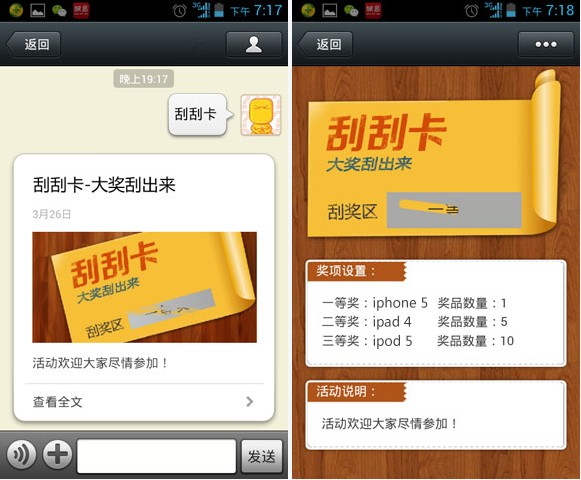 3G
下午 7:17
返回
晚上19:17
刮刮卡
刮刮卡-大奖刮出来
3月26日
刮刮卡
大奖刮出来
刮奖区
活动欢迎大家尽情参加！
查看全文
发送
3G
下午 7:18
返回
刮刮卡
大奖刮出来
刮奖区
奖项设置：
一等奖：iphone 5 奖品数量：1
二等奖：ipad 4 奖品数量：5
三等奖：ipod 5 奖品数量：10
活动说明：
活动欢迎大家尽情参加！